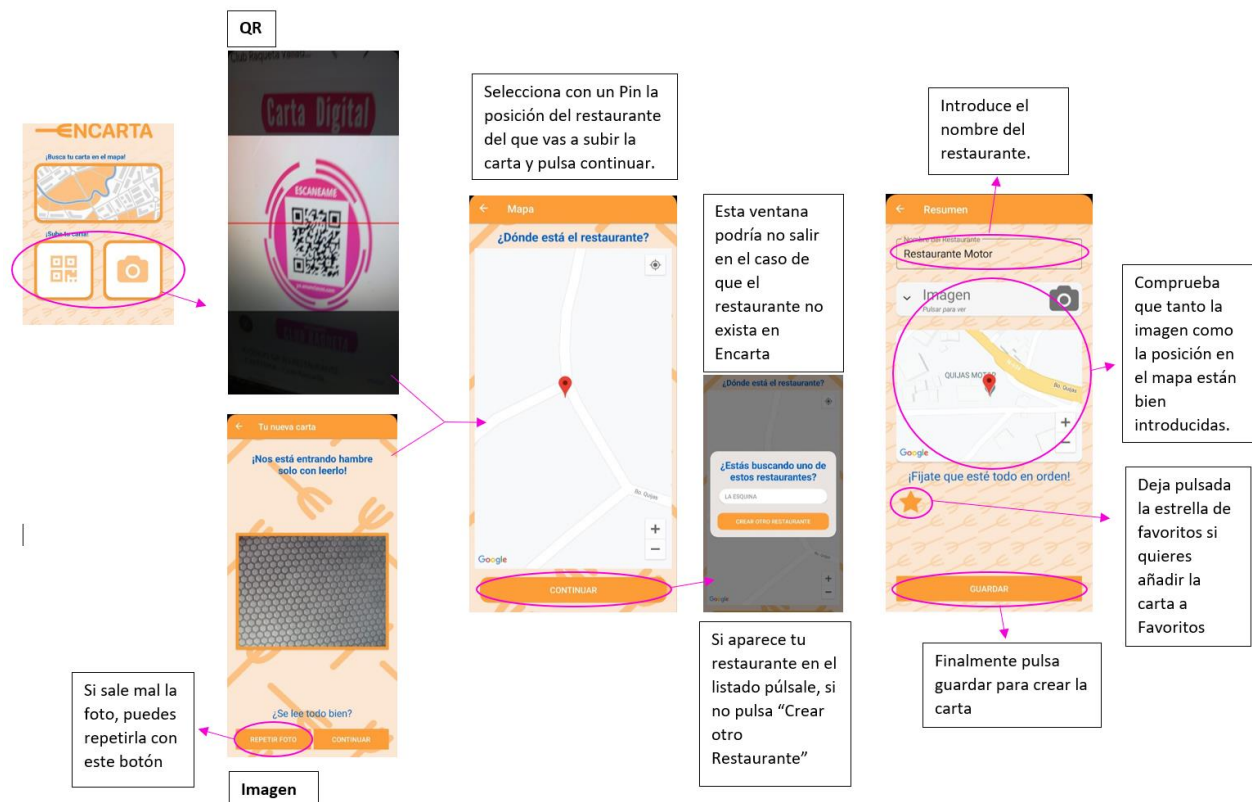 ENCARTA
¡Busca tu carta en el mapa!
¡Sube tu carta!
QR
Carta Digital
ESCANEAME
Tu nueva carta
¡Nos está entrando hambre
solo con leerlo!
¿Se lee todo bien?
REPETIR FOTO
CONTINUAR
Imagen
Si sale mal la
foto, puedes
repetirla con
este botón
Selecciona con un Pin la
posición del restaurante
del que vas a subir la
carta y pulsa continuar.
Mapa
¿Dónde está el restaurante?
Bo. Quijas
Google
CONTINUAR
Esta ventana
podría no salir
en el caso de
que el
restaurante no
exista en
Encarta
¿Dónde está el restaurante?
¿Estás buscando uno de
estos restaurantes?
LA ESQUINA
CREAR OTRO RESTAURANTE
Google
Si aparece tu
restaurante en el
listado púlsale, si
no pulsa “Crear
otro
Restaurante”
Introduce el
nombre del
restaurante.
Resumen
Nombre del Restaurante
Restaurante Motor
Imagen
Pulsar para ver
QUIJAS MOTOR
Bo. Quijas
Google
¡Fijate que esté todo en orden!
GUARDAR
Comprueba
que tanto la
imagen como
la posición en
el mapa están
bien
introducidas.
Deja pulsada
la estrella de
favoritos si
quieres
añadir la
carta a
Favoritos
Finalmente pulsa
guardar para crear la
carta